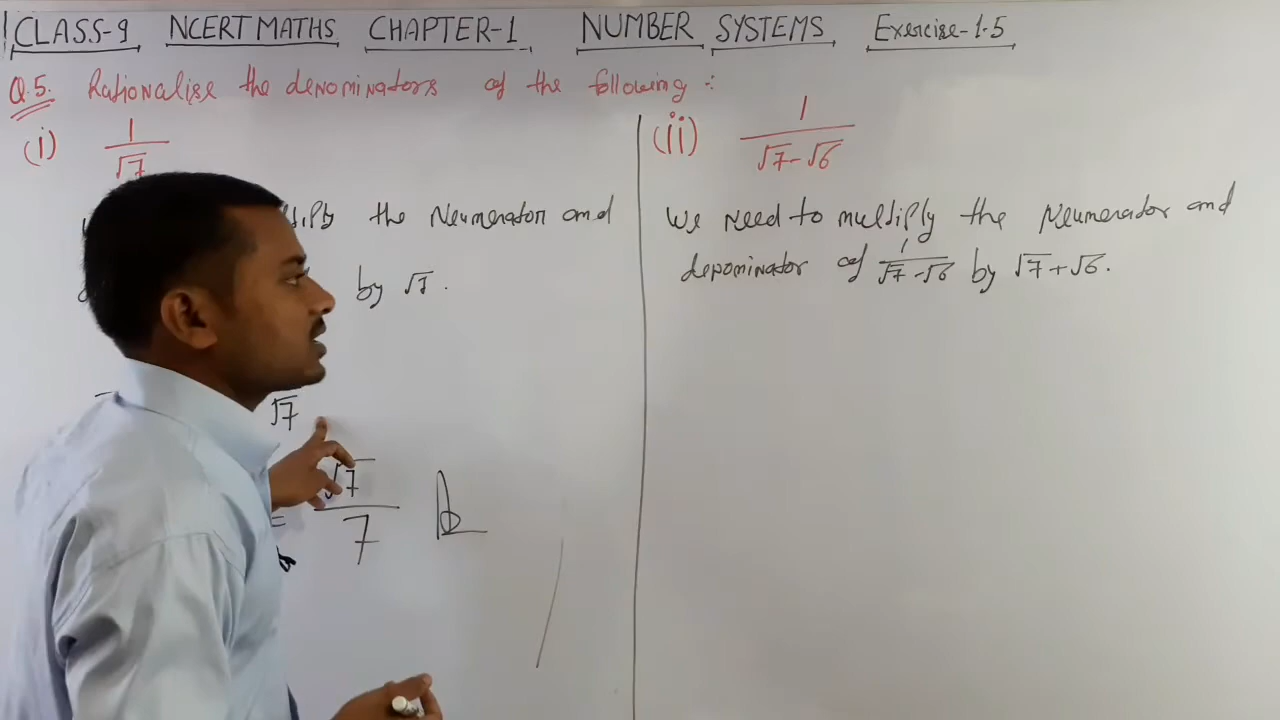 CLASS-9 NCERT MATHS CHAPTER-1 NUMBER SYSTEMS Exercise-1.5
Q.5. Rationalise the denominators of the following :
(i) 1/√7
the Neumerator and
by √7.
√7
= √7/7
(ii) 1/(√7-√6)
We need to multiply the Neumerador and
depominador of 1/(√7-√6) by √7+√6.